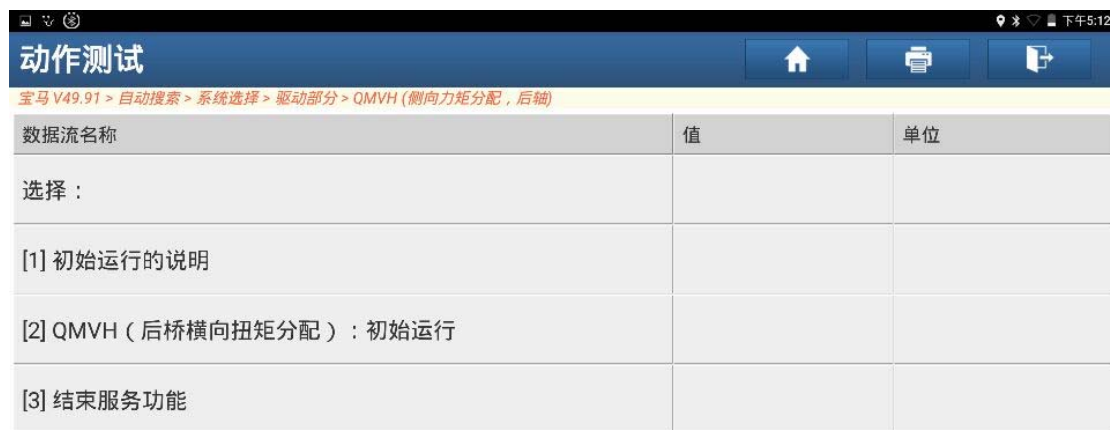 下午5:12
动作测试
宝马 V49.91 > 自动搜索 > 系统选择 > 驱动部分 > QMVH (侧向力矩分配，后轴)
数据流名称 值 单位
选择：
[1] 初始运行的说明
[2] QMVH（后桥横向扭矩分配）：初始运行
[3] 结束服务功能